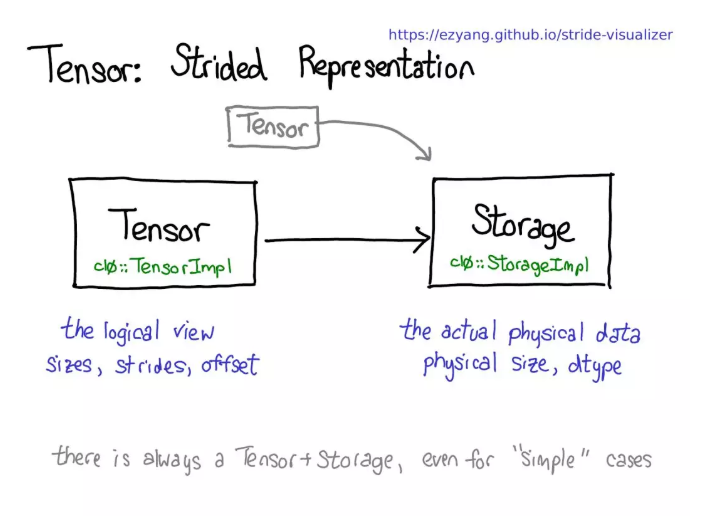 https://ezyang.github.io/stride-visualizer
Tensor: Strided Representation
Tensor
Tensor
c10::TensorImpl
Storage
c10::StorageImpl
the logical view
sizes, strides, offset
the actual physical data
physical size, dtype
there is always a Tensor+Storage, even for "simple" cases